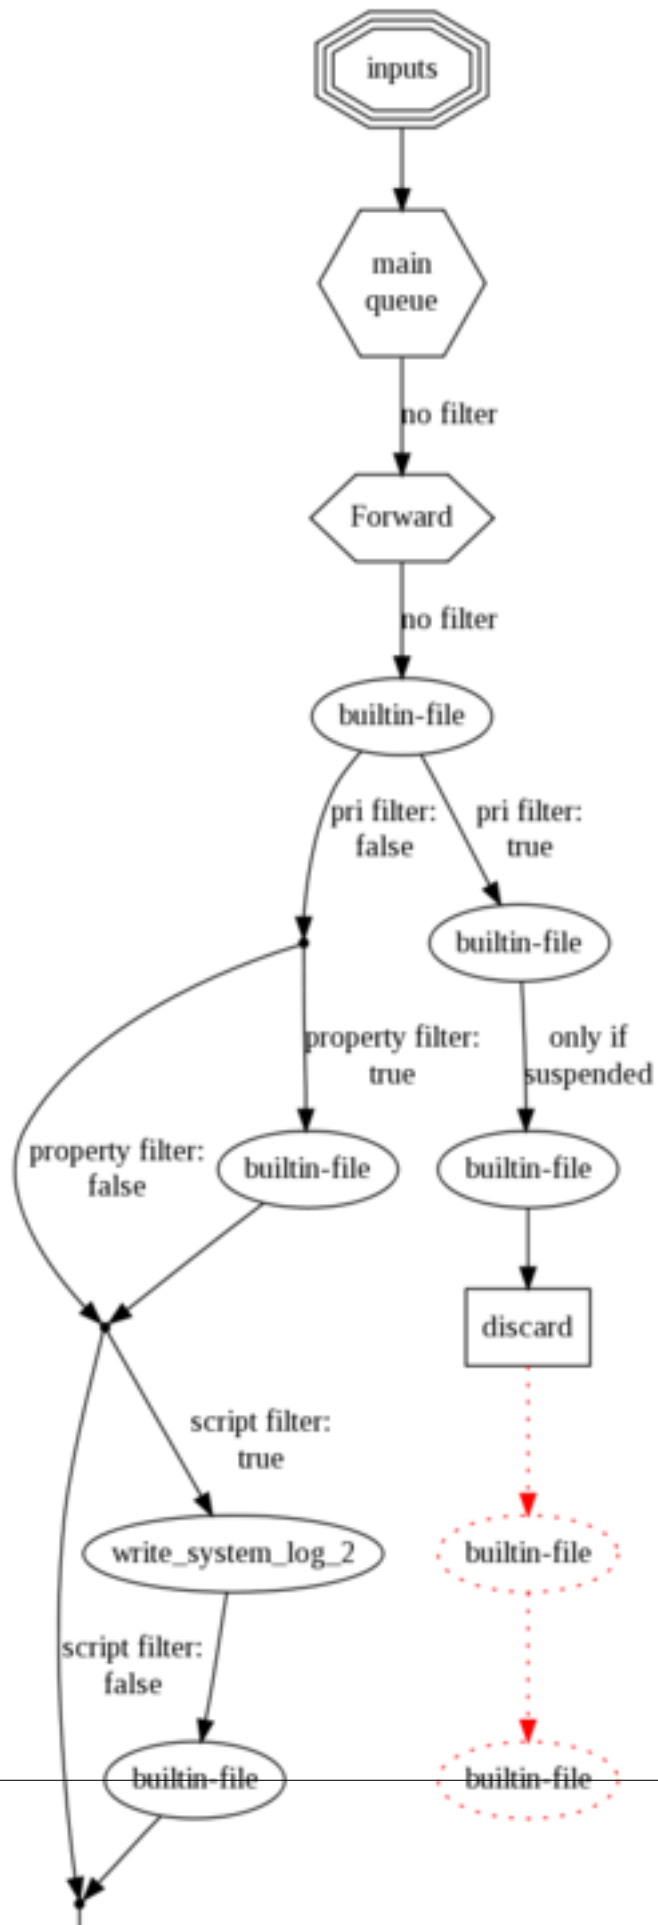 inputs
main
queue
no filter
Forward
no filter
builtin-file
pri filter:
false
pri filter:
true
builtin-file
property filter:
true
only if
suspended
property filter:
false
builtin-file
builtin-file
discard
script filter:
true
write_system_log_2
builtin-file
script filter:
false
builtin-file
builtin-file